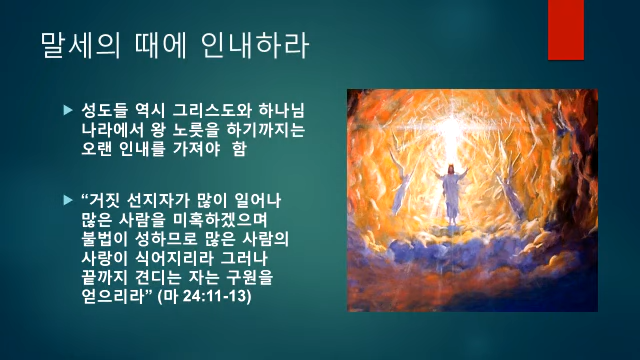 말세의 때에 인내하라
성도들 역시 그리스도와 하나님
나라에서 왕 노릇을 하기까지는
오랜 인내를 가져야 함
“거짓 선지자가 많이 일어나
많은 사람을 미혹하겠으며
불법이 성하므로 많은 사람의
사랑이 식어지리라 그러나
끝까지 견디는 자는 구원을
얻으리라” (마 24:11-13)